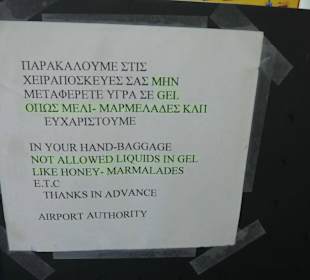 ΠΑΡΑΚΑΛΟΥΜΕ ΣΤΙΣ
ΧΕΙΡΑΠΟΣΚΕΥΕΣ ΣΑΣ ΜΗΝ
ΜΕΤΑΦΕΡΕΤΕ ΥΓΡΑ ΣΕ GEL
ΟΠΩΣ ΜΕΛΙ- ΜΑΡΜΕΛΑΔΕΣ ΚΛΠ
ΕΥΧΑΡΙΣΤΟΥΜΕ
IN YOUR HAND-BAGGAGE
NOT ALLOWED LIQUIDS IN GEL
LIKE HONEY- MARMALADES
E.T.C
THANKS IN ADVANCE
AIRPORT AUTHORITY